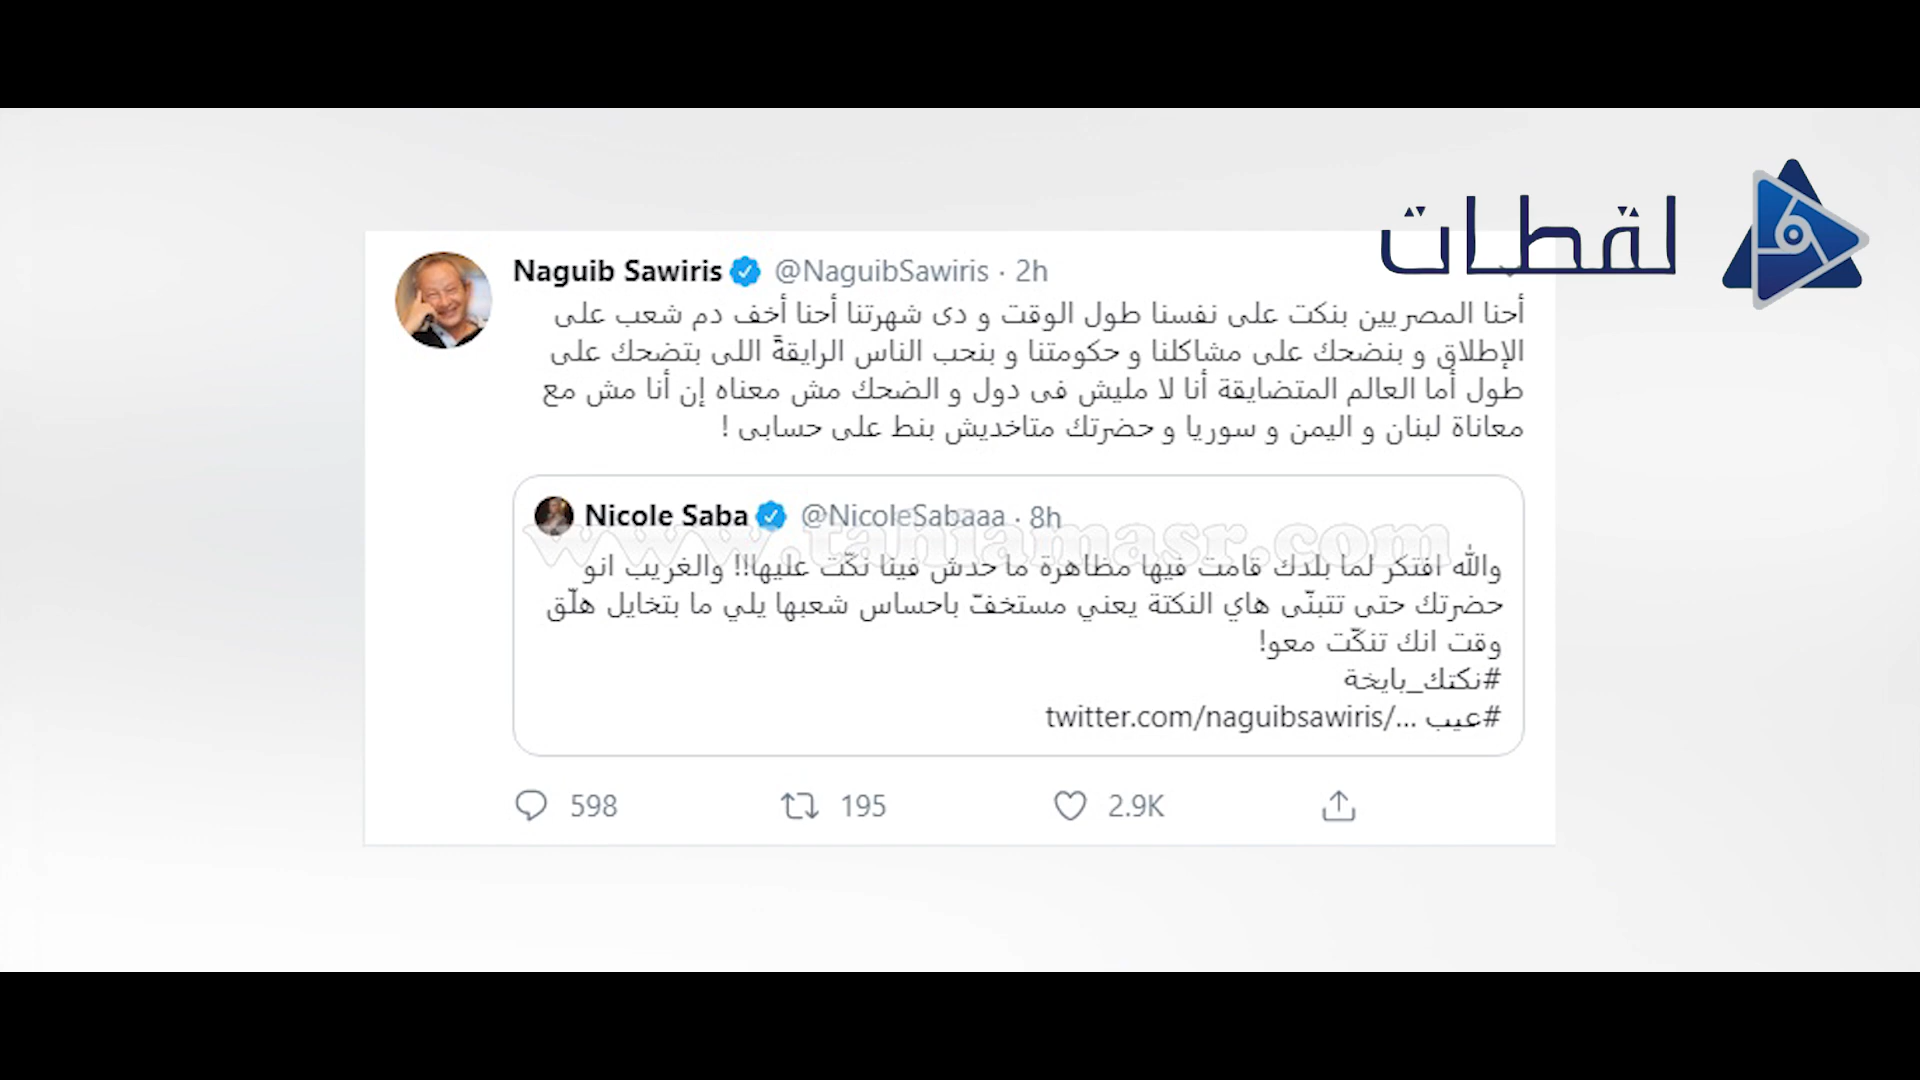 لقطات
Naguib Sawiris @NaguibSawiris · 2h
أحنا المصريين بنكت على نفسنا طول الوقت و دى شهرتنا أحنا أخف دم شعب على
الإطلاق و بنضحك على مشاكلنا و حكومتنا و بنحب الناس الرايقةً اللى بتضحك على
طول أما العالم المتضايقة أنا لا مليش فى دول و الضحك مش معناه إن أنا مش مع
معاناة لبنان و اليمن و سوريا و حضرتك متاخديش بنط على حسابى !
Nicole Saba @NicoleSabaaa · 8h
www.tahiamasr.com
والله افتكر لما بلدك قامت فيها مظاهرة ما حدش فينا نكّت عليها!! والغريب انو
حضرتك حتى تتبنّى هاي النكتة يعني مستخفّ باحساس شعبها يلي ما بتخايل هلّق
وقت انك تنكّت معو!
#نكتك_بايخة
#عيب twitter.com/naguibsawiris/...
598 195 2.9K